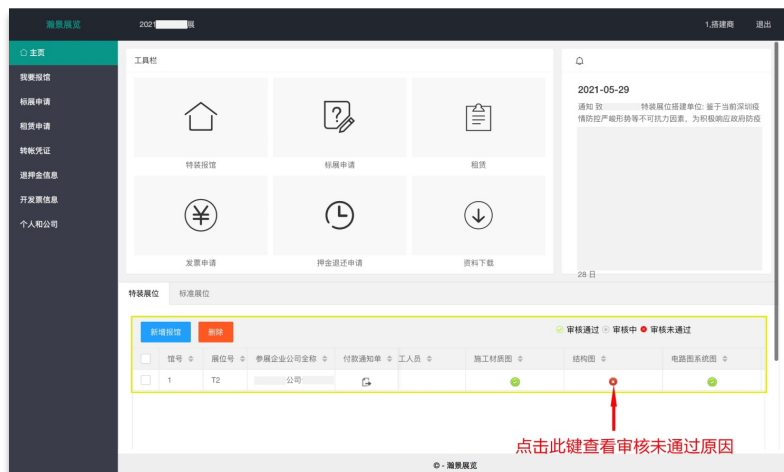 瀚景展览
2021 展
1,搭建商 退出
主页
我要报馆
标展申请
租赁申请
转帐凭证
退押金信息
开发票信息
个人和公司
工具栏
特装报馆
标展申请
租赁
发票申请
押金退还申请
资料下载
2021-05-29
通知 致 特装展位搭建单位: 鉴于当前深圳疫
情防控严峻形势等不可抗力因素，为积极响应政府防疫
28 日
特装展位 标准展位
新增报馆 删除
审核通过 审核中 审核未通过
馆号 展位号 参展企业公司全称 付款通知单 工人员 施工材质图 结构图 电路图系统图
1 T2 公司
点击此键查看审核未通过原因
© - 瀚景展览